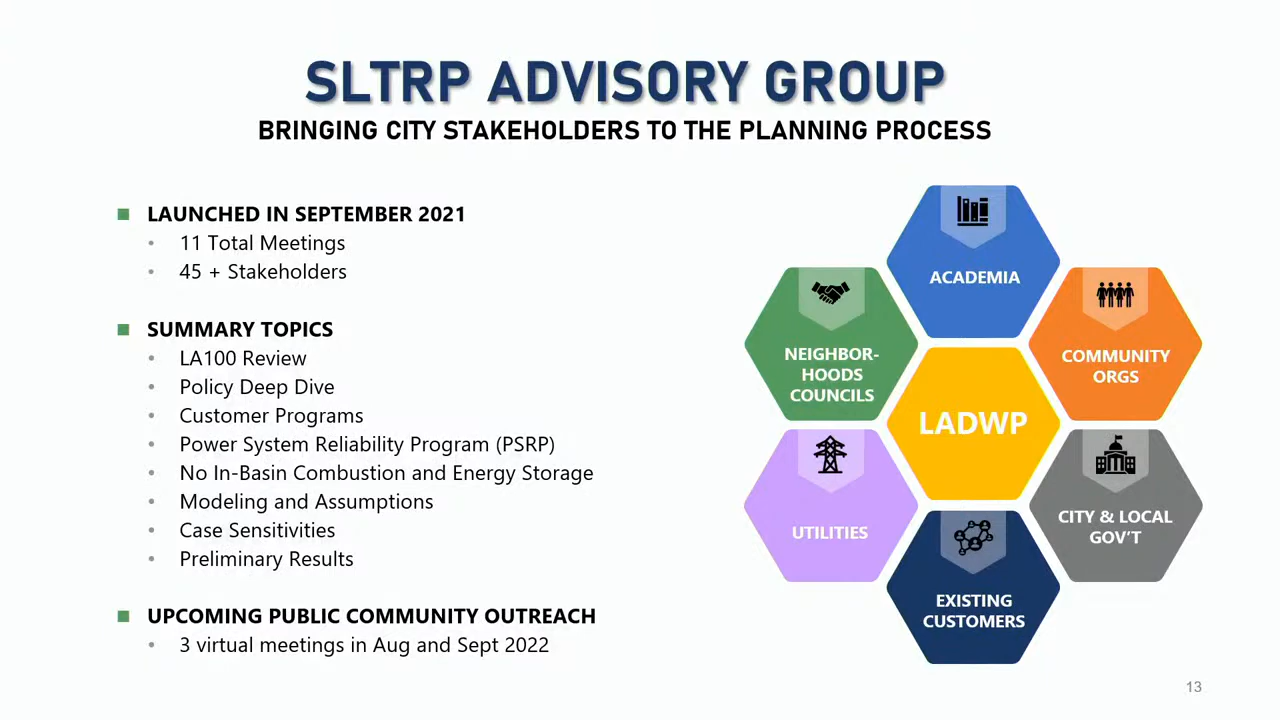 SLTRP ADVISORY GROUP
BRINGING CITY STAKEHOLDERS TO THE PLANNING PROCESS
LAUNCHED IN SEPTEMBER 2021
11 Total Meetings
45 + Stakeholders
SUMMARY TOPICS
LA100 Review
Policy Deep Dive
Customer Programs
Power System Reliability Program (PSRP)
No In-Basin Combustion and Energy Storage
Modeling and Assumptions
Case Sensitivities
Preliminary Results
UPCOMING PUBLIC COMMUNITY OUTREACH
3 virtual meetings in Aug and Sept 2022
ACADEMIA
NEIGHBOR-
HOODS
COUNCILS
COMMUNITY
ORGS
LADWP
UTILITIES
CITY & LOCAL
GOV'T
EXISTING
CUSTOMERS
13